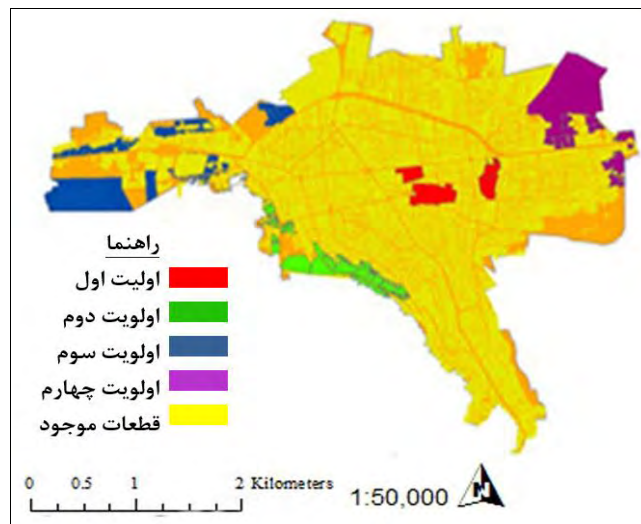 راهنما
اولیت اول
اولویت دوم
اولویت سوم
اولویت چهارم
قطعات موجود
0 0.5 1 2 Kilometers
1:50,000
N